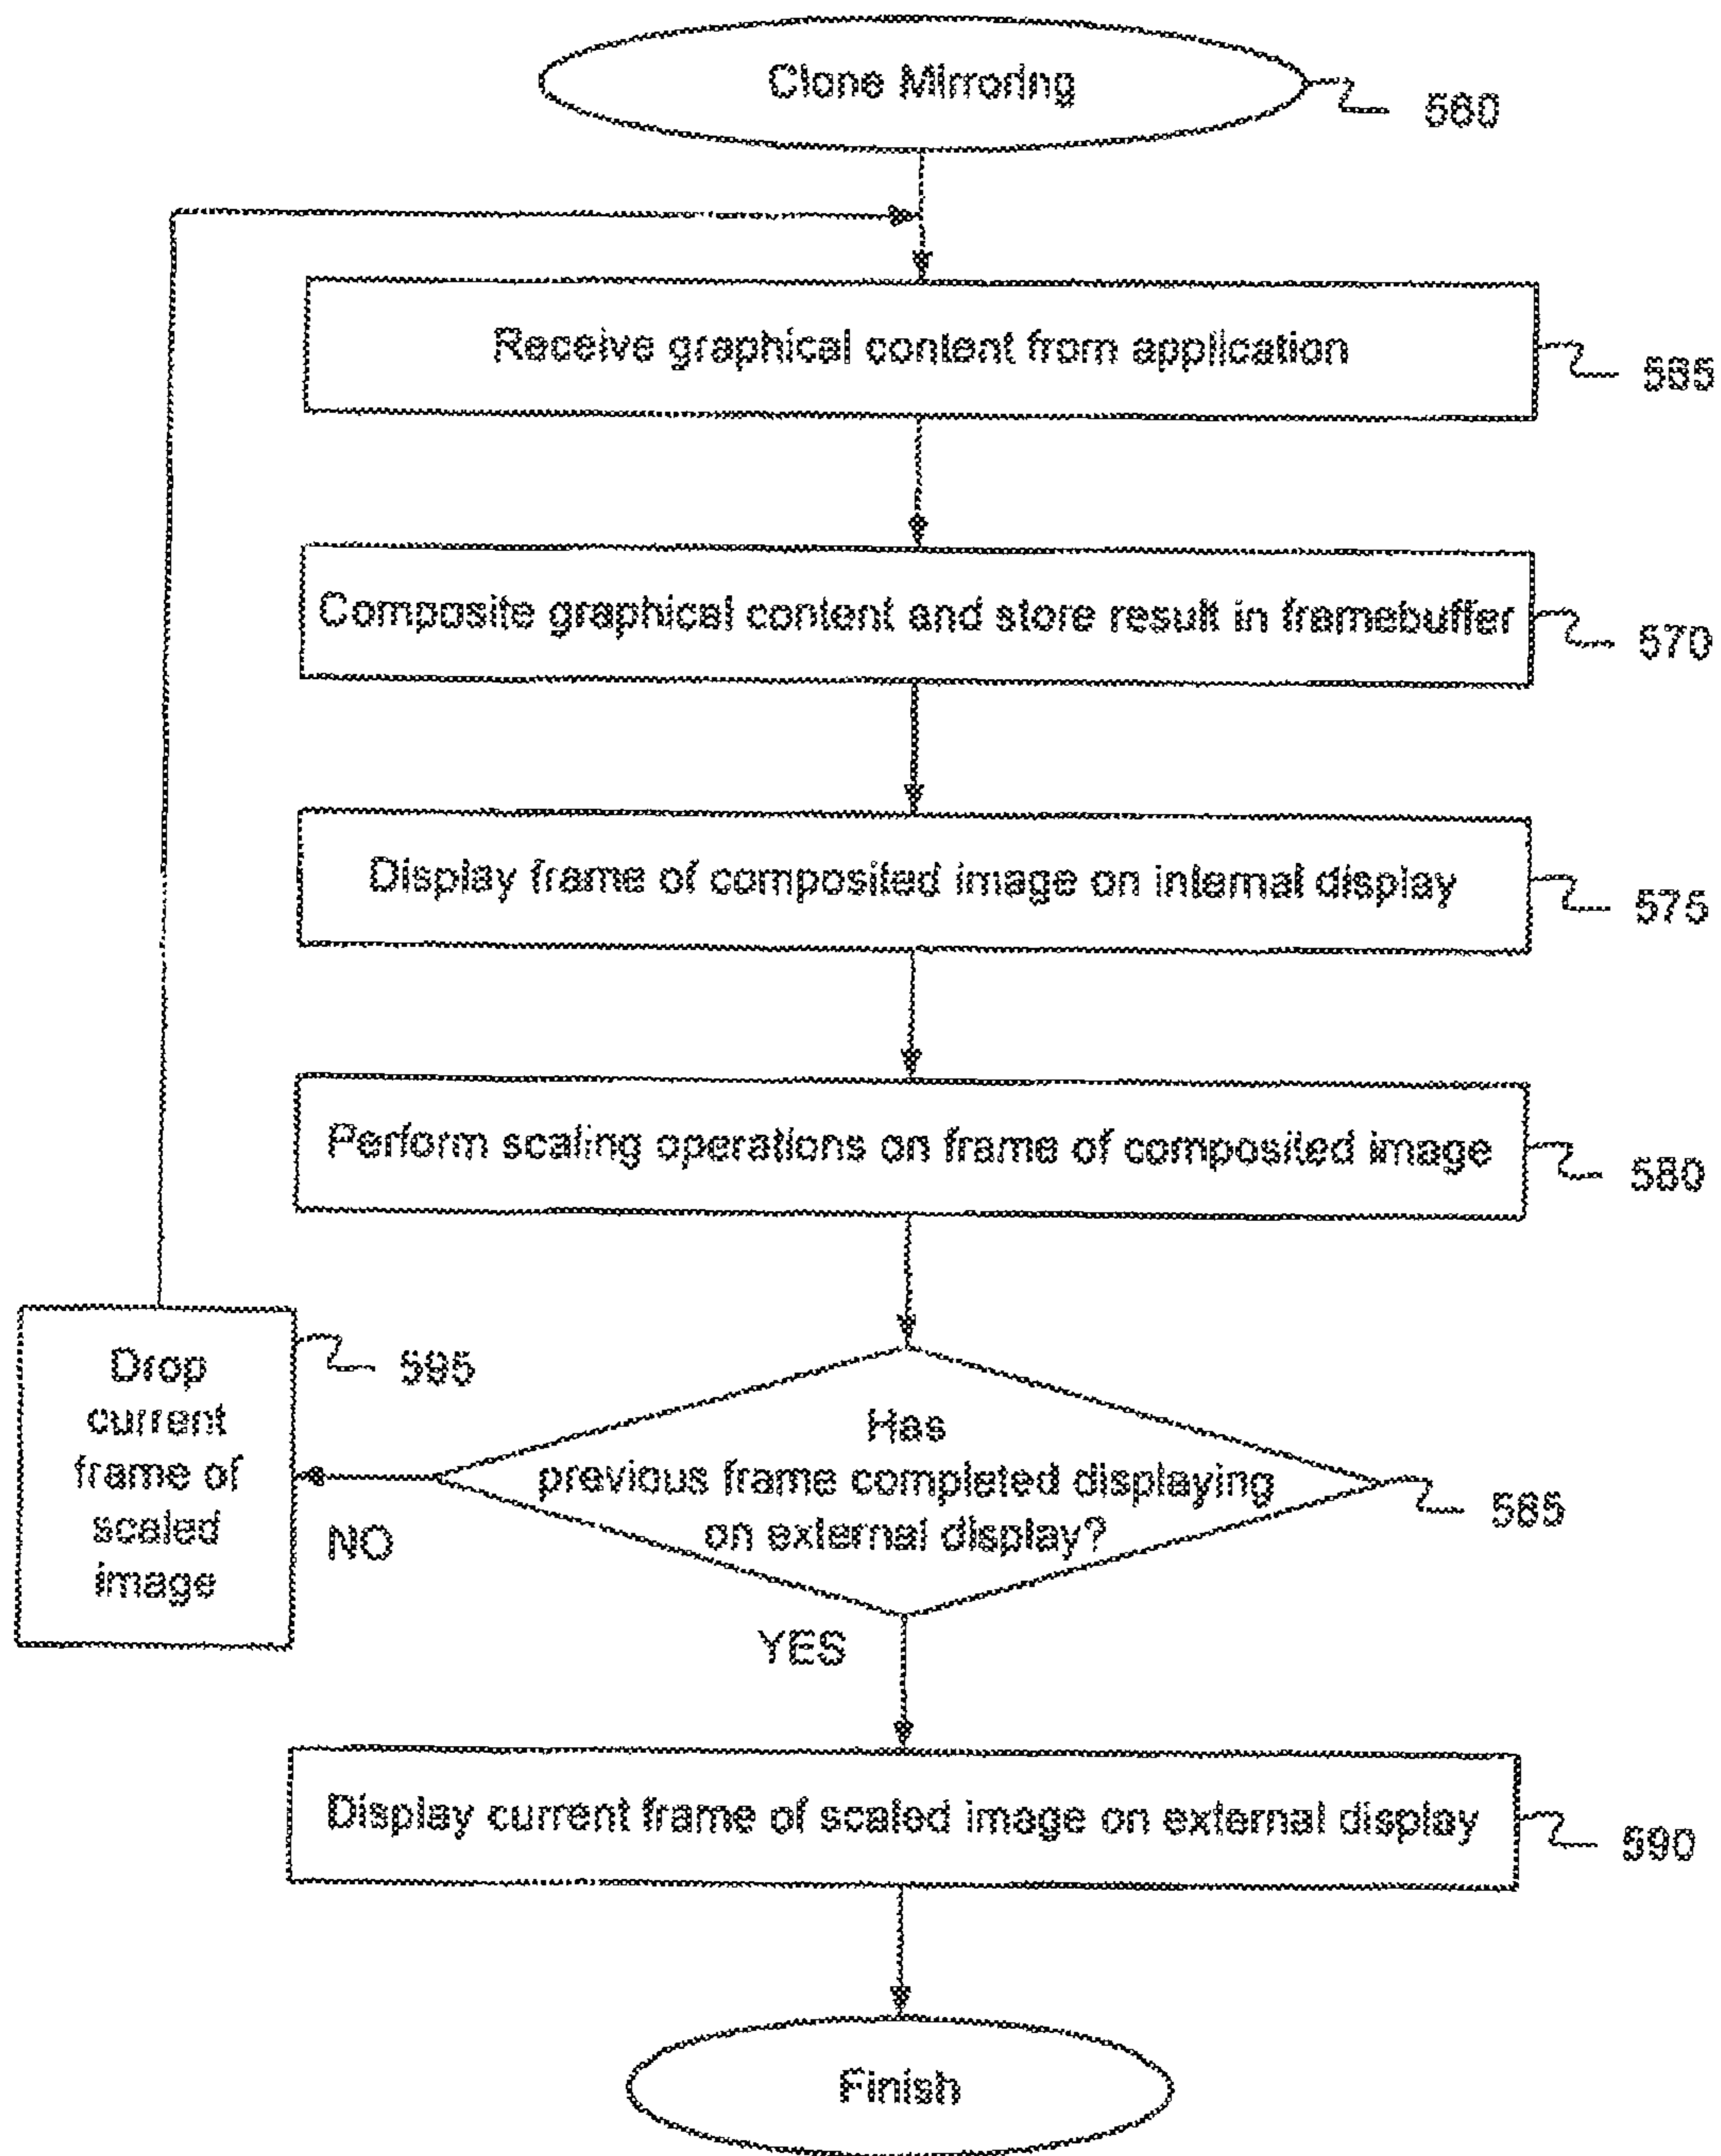 Clone Mirroring
560
Receive graphical content from application
565
Composite graphical content and store result in framebuffer
570
Display frame of composited image on internal display
575
Perform scaling operations on frame of composited image
580
Drop
current
frame of
scaled
image
595
NO
Has
previous frame completed displaying
on external display?
585
YES
Display current frame of scaled image on external display
590
Finish